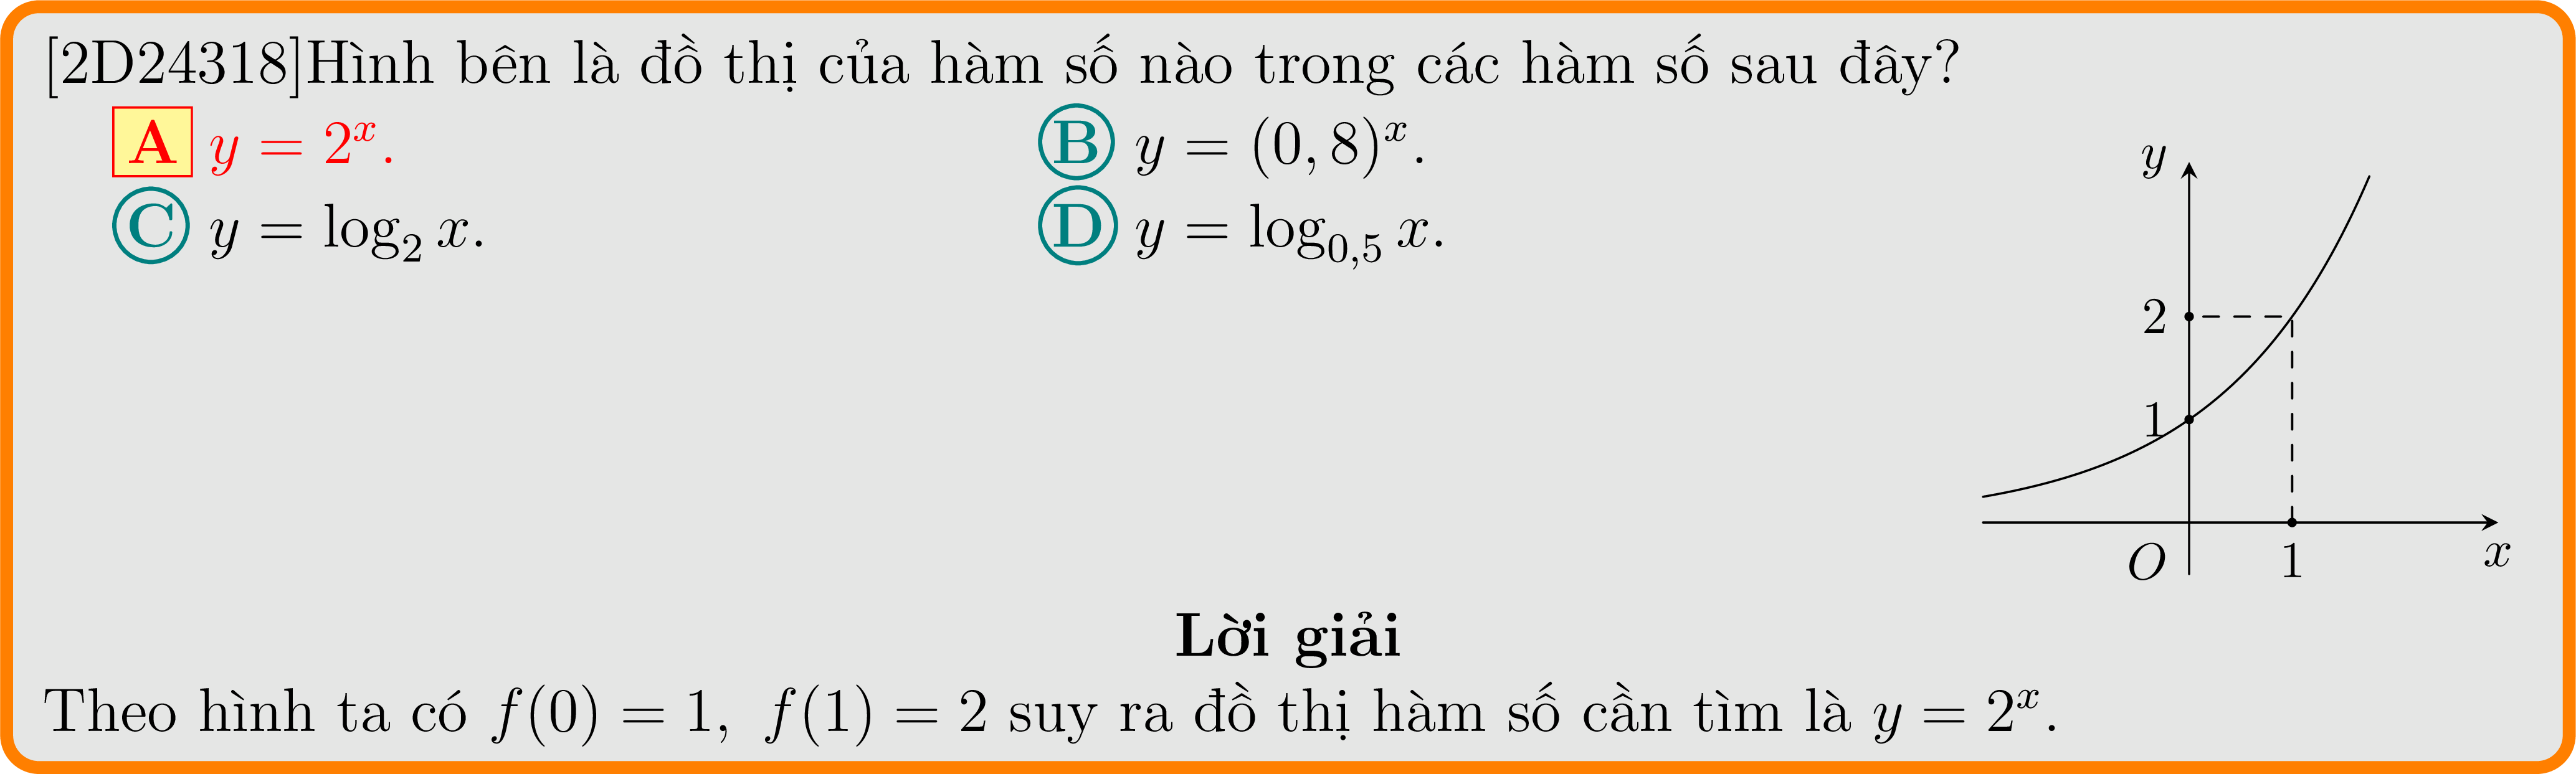 [2D24318]Hình bên là đồ thị của hàm số nào trong các hàm số sau đây?
A y = 2^x. B y = (0, 8)^x.
C y = log_2 x. D y = log_{0,5} x.
y
2
1
O 1 x
Lời giải
Theo hình ta có f(0) = 1, f(1) = 2 suy ra đồ thị hàm số cần tìm là y = 2^x.